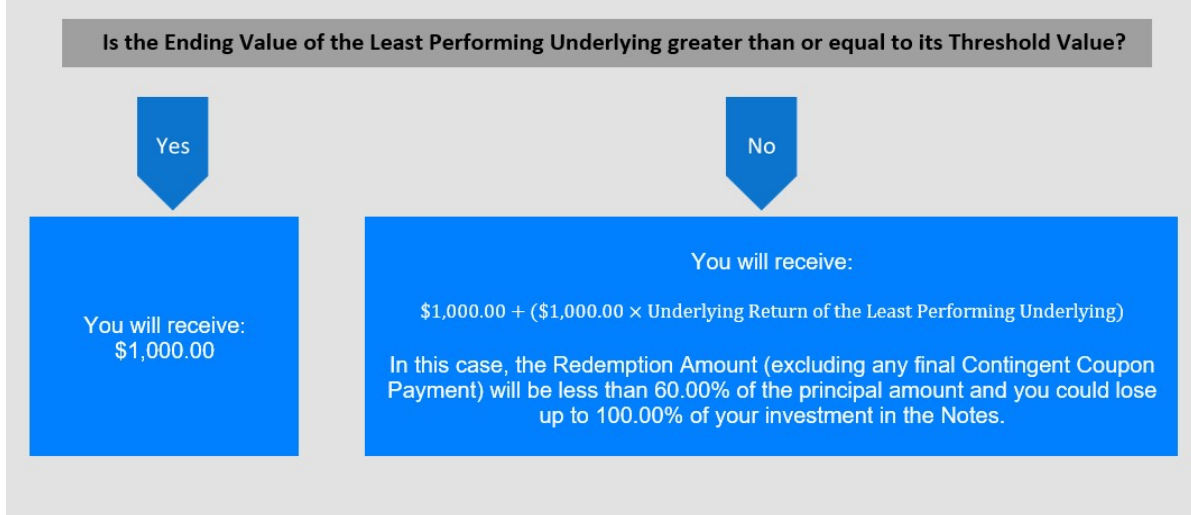 Is the Ending Value of the Least Performing Underlying greater than or equal to its Threshold Value?
Yes
No
You will receive:
$1,000.00
You will receive:
$1,000.00 + ($1,000.00 × Underlying Return of the Least Performing Underlying)
In this case, the Redemption Amount (excluding any final Contingent Coupon
Payment) will be less than 60.00% of the principal amount and you could lose
up to 100.00% of your investment in the Notes.